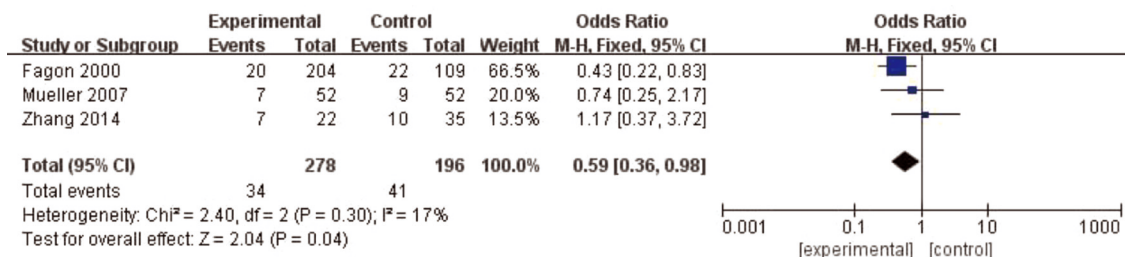 Experimental Control Odds Ratio Odds Ratio
Study or Subgroup Events Total Events Total Weight M-H, Fixed, 95% CI M-H, Fixed, 95% CI
Fagon 2000 20 204 22 109 66.5% 0.43 [0.22, 0.83]
Mueller 2007 7 52 9 52 20.0% 0.74 [0.25, 2.17]
Zhang 2014 7 22 10 35 13.5% 1.17 [0.37, 3.72]
Total (95% CI) 278 196 100.0% 0.59 [0.36, 0.98]
Total events 34 41
Heterogeneity: Chi² = 2.40, df = 2 (P = 0.30); I² = 17%
Test for overall effect: Z = 2.04 (P = 0.04)
0.001 0.1 1 10 1000
[experimental] [control]